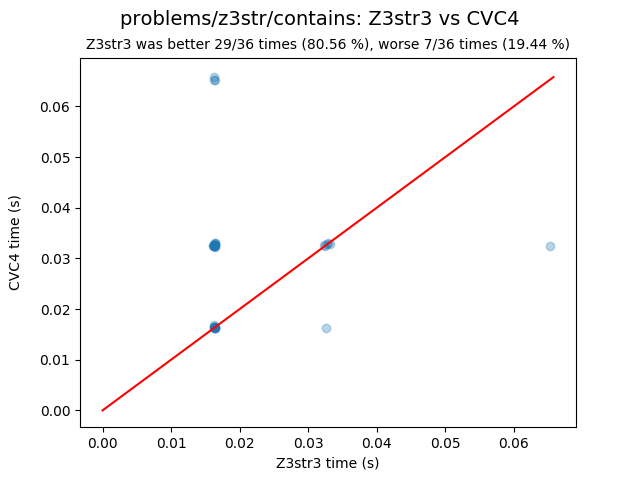 problems/z3str/contains: Z3str3 vs CVC4
Z3str3 was better 29/36 times (80.56 %), worse 7/36 times (19.44 %)
CVC4 time (s)
0.06
0.05
0.04
0.03
0.02
0.01
0.00
0.00 0.01 0.02 0.03 0.04 0.05 0.06
Z3str3 time (s)